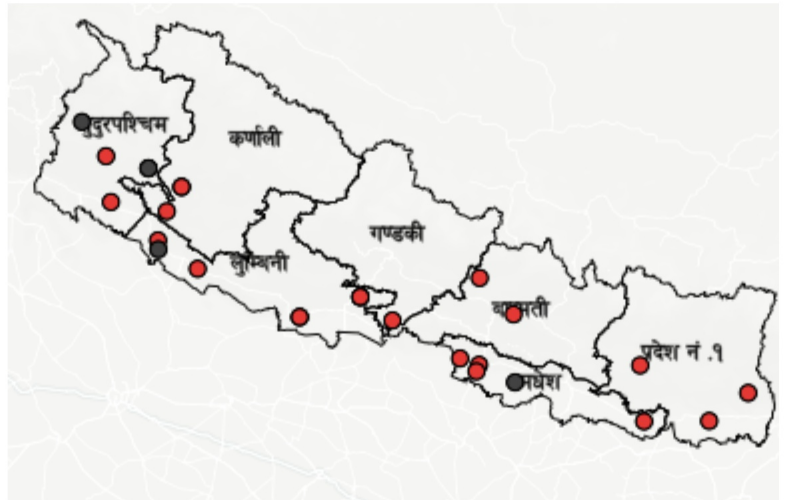 सुदुरपश्चिम
कर्णाली
गण्डकी
लुम्बिनी
बागमती
प्रदेश नं .१
मधेश